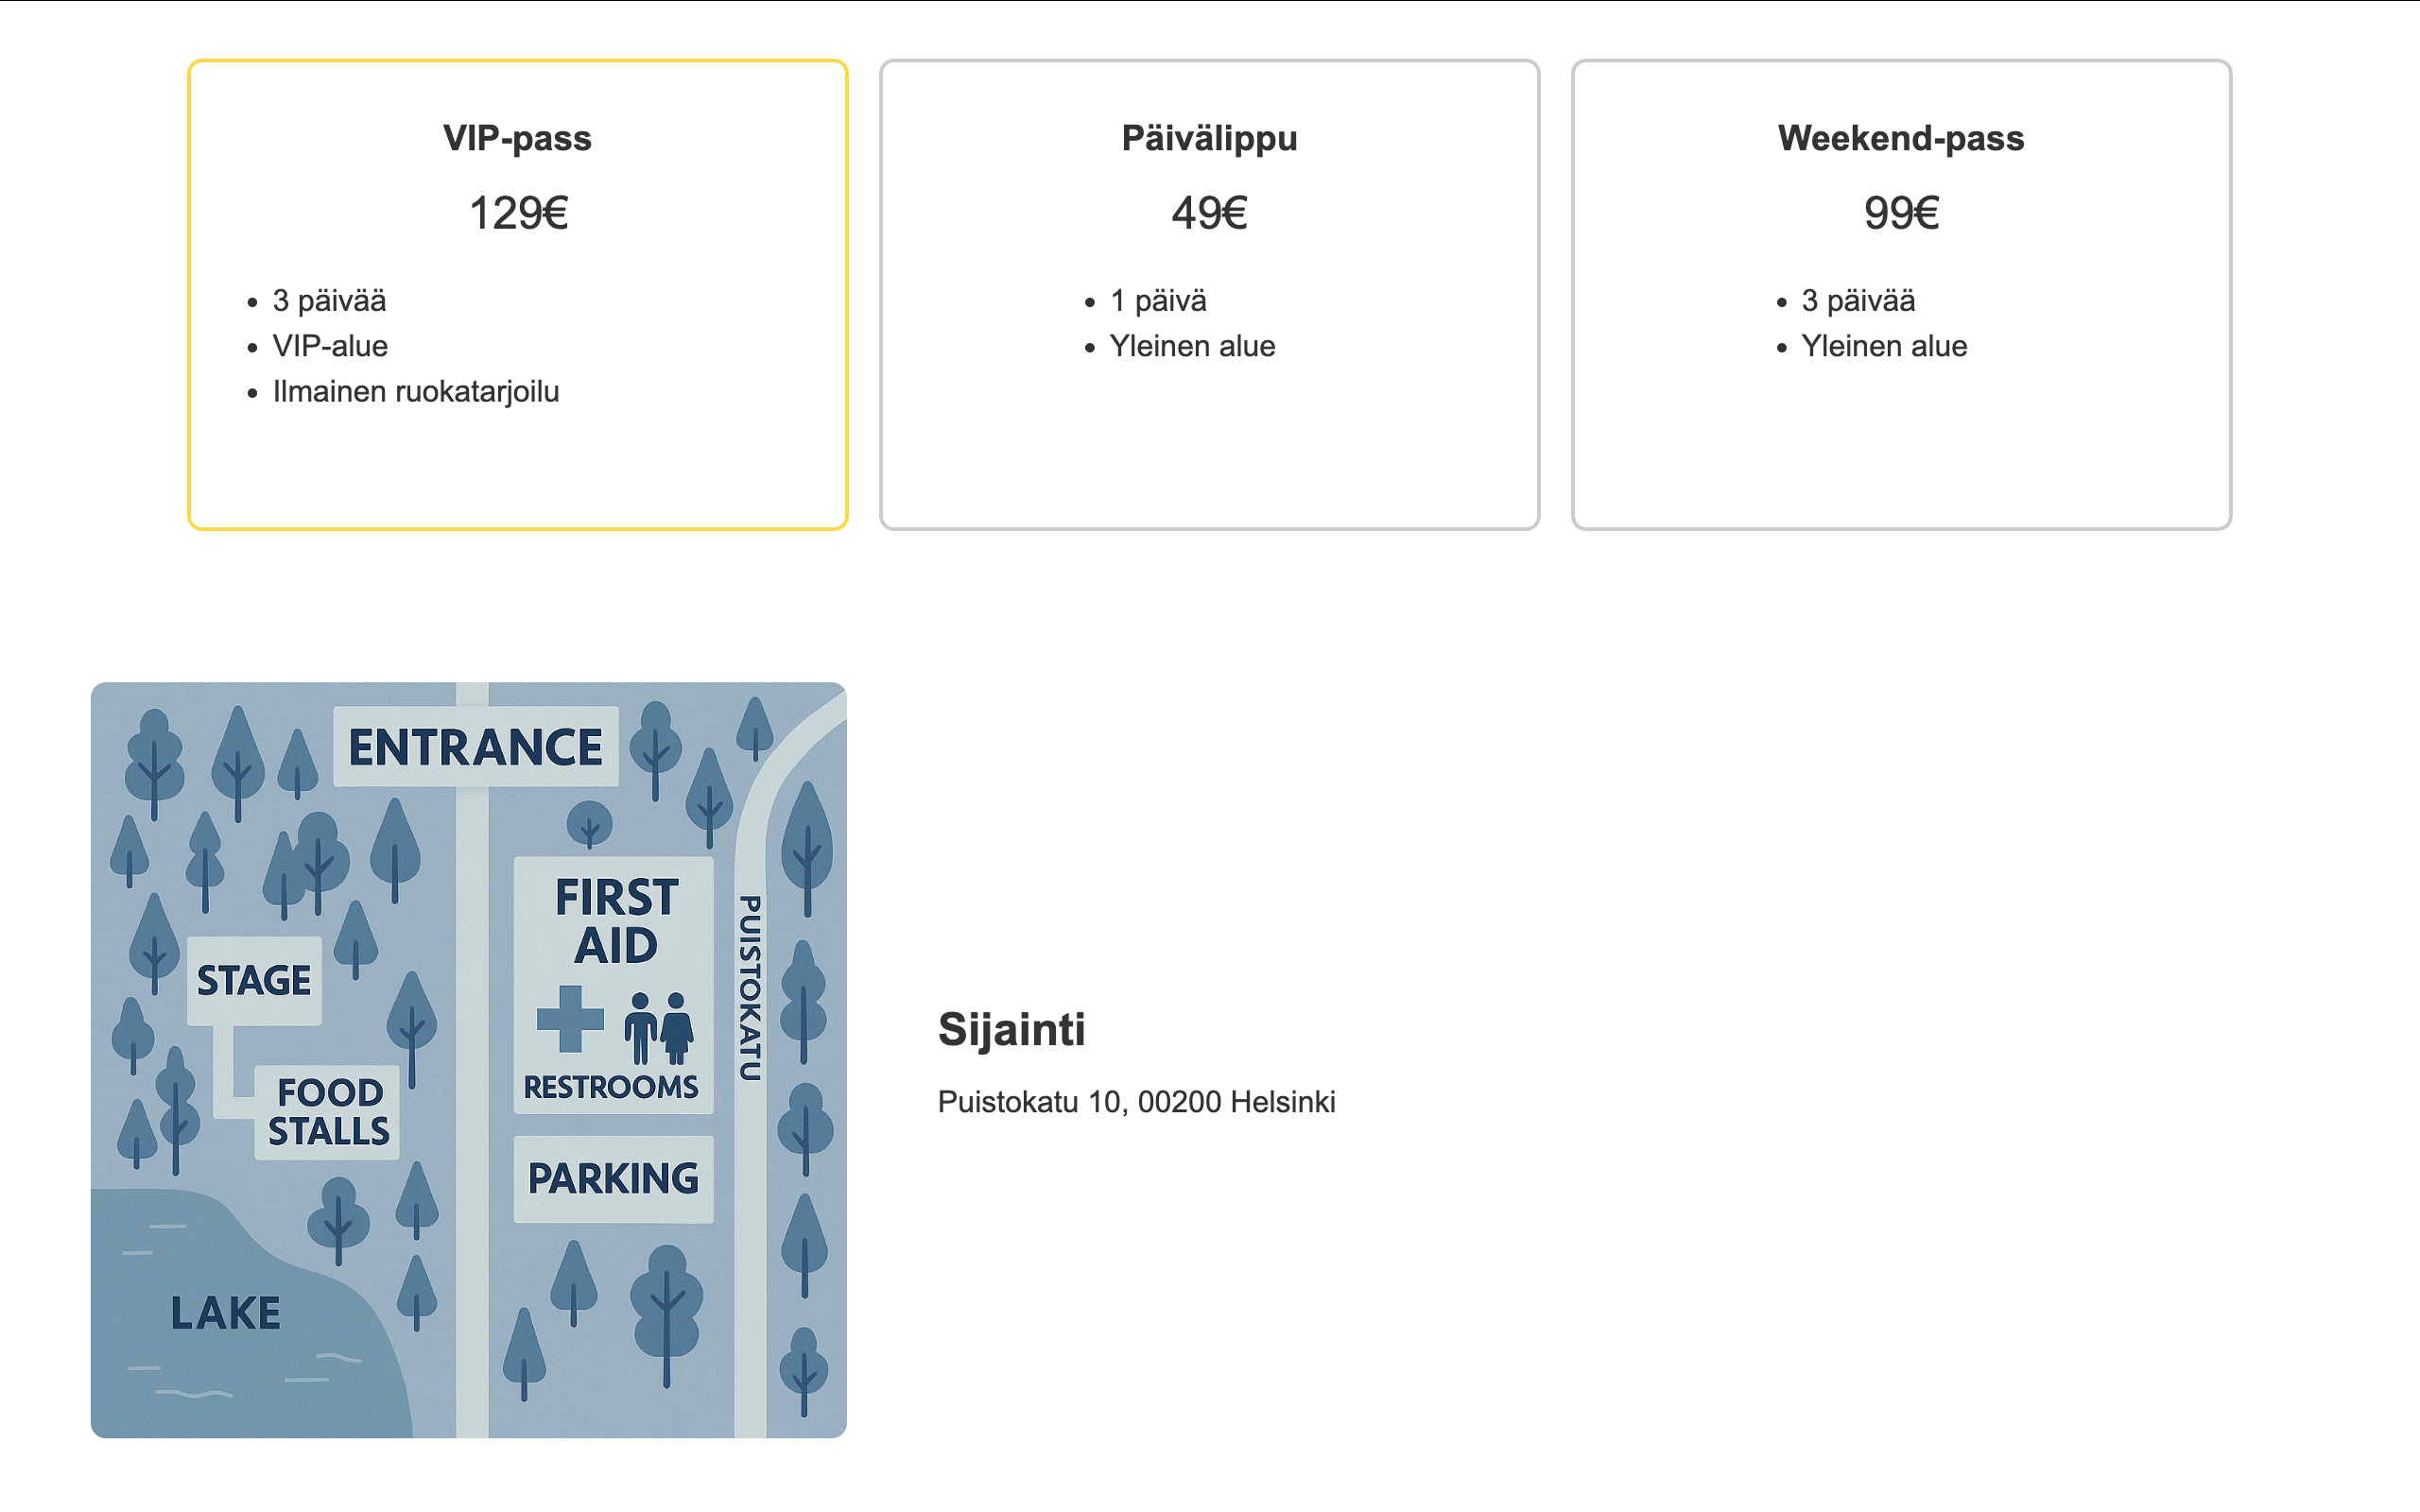 VIP-pass
129€
3 päivää
VIP-alue
Ilmainen ruokatarjoilu
Päivälippu
49€
1 päivä
Yleinen alue
Weekend-pass
99€
3 päivää
Yleinen alue
ENTRANCE
FIRST
AID
RESTROOMS
PUISTOKATU
STAGE
FOOD
STALLS
PARKING
LAKE
Sijainti
Puistokatu 10, 00200 Helsinki